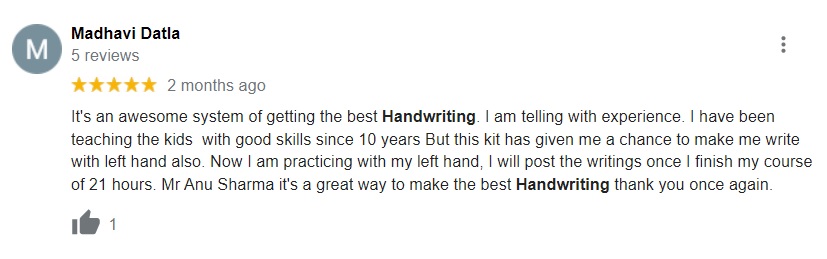 M
Madhavi Datla
5 reviews
2 months ago
It's an awesome system of getting the best Handwriting. I am telling with experience. I have been
teaching the kids  with good skills since 10 years But this kit has given me a chance to make me write
with left hand also. Now I am practicing with my left hand, I will post the writings once I finish my course
of 21 hours. Mr Anu Sharma it's a great way to make the best Handwriting thank you once again.
1